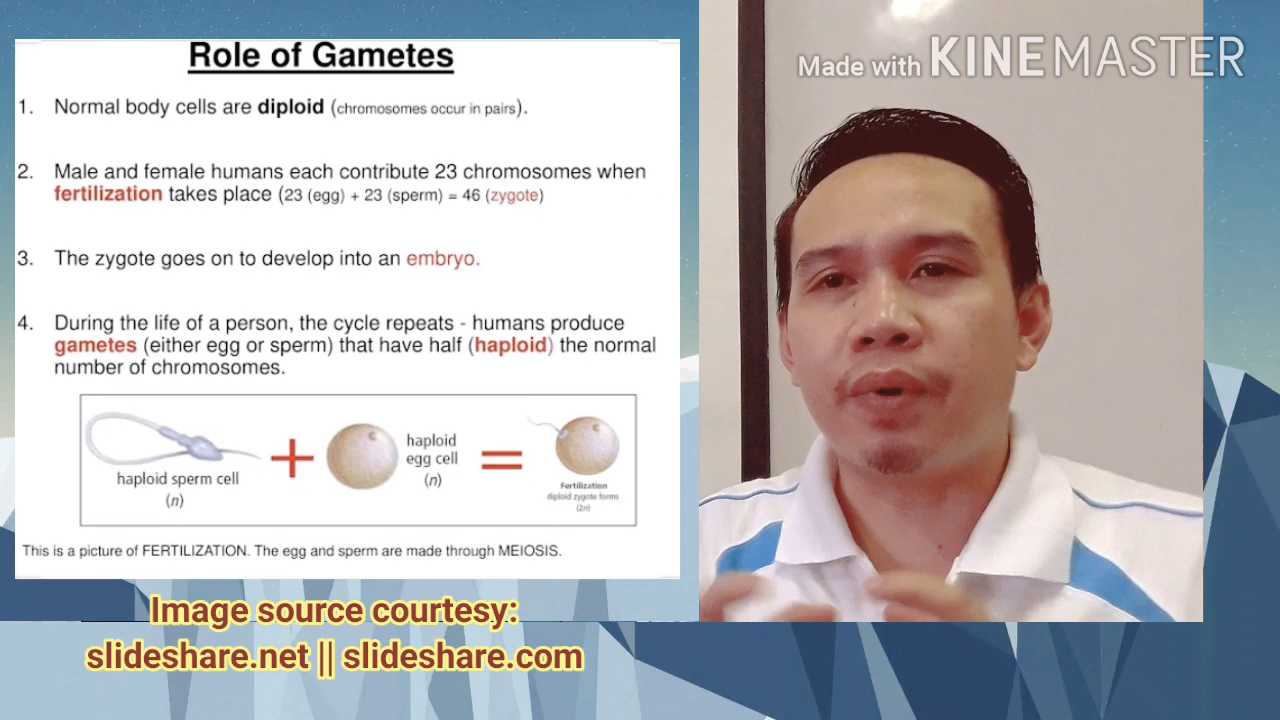 Role of Gametes
1. Normal body cells are diploid (chromosomes occur in pairs).
2. Male and female humans each contribute 23 chromosomes when
fertilization takes place (23 (egg) + 23 (sperm) = 46 (zygote)
3. The zygote goes on to develop into an embryo.
4. During the life of a person, the cycle repeats - humans produce
gametes (either egg or sperm) that have half (haploid) the normal
number of chromosomes.
haploid sperm cell
(n)
+
haploid
egg cell
(n)
=
Fertilization
diploid zygote forms
(2n)
This is a picture of FERTILIZATION. The egg and sperm are made through MEIOSIS.
Image source courtesy:
slideshare.net || slideshare.com
Made with KINEMASTER